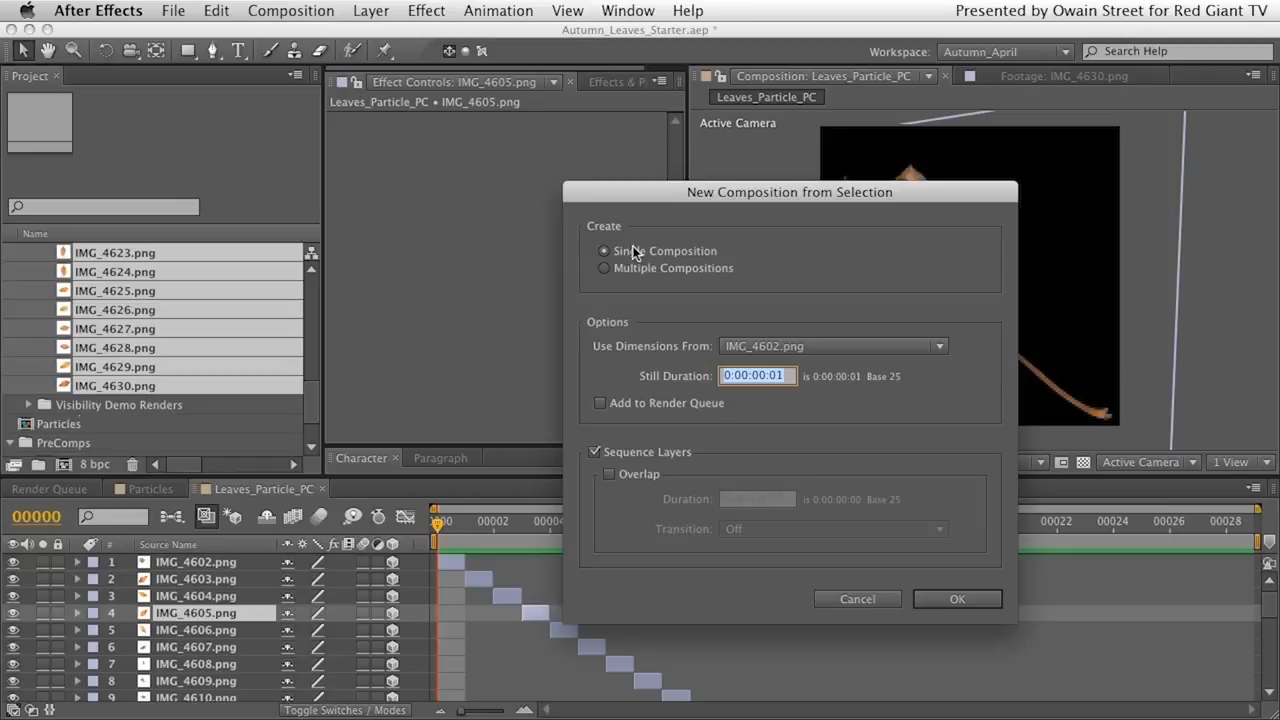 After Effects File Edit Composition Layer Effect Animation View Window Help Presented by Owain Street for Red Giant TV
Autumn_Leaves_Starter.aep *
T Workspace: Autumn_April Search Help
Project × Effect Controls: IMG_4605.png × Effects & P Composition: Leaves_Particle_PC × Footage: IMG_4630.png
Leaves_Particle_PC • IMG_4605.png Leaves_Particle_PC
Active Camera
New Composition from Selection
Create
Single Composition
Multiple Compositions
Name
IMG_4623.png
IMG_4624.png
IMG_4625.png
IMG_4626.png
IMG_4627.png
IMG_4628.png
IMG_4629.png
IMG_4630.png
Visibility Demo Renders
Particles
PreComps
8 bpc
Options
Use Dimensions From: IMG_4602.png
Still Duration: 0:00:00:01 is 0:00:00:01 Base 25
Add to Render Queue
Sequence Layers
Overlap
Duration: is 0:00:00:00 Base 25
Transition: Off
Cancel OK
Character × Paragraph
Active Camera 1 View
Render Queue Particles Leaves_Particle_PC ×
00000 00002 00022 00024 00026 00028
# Source Name fx
1 IMG_4602.png
2 IMG_4603.png
3 IMG_4604.png
4 IMG_4605.png
5 IMG_4606.png
6 IMG_4607.png
7 IMG_4608.png
8 IMG_4609.png
9 IMG_4610.png
Toggle Switches / Modes